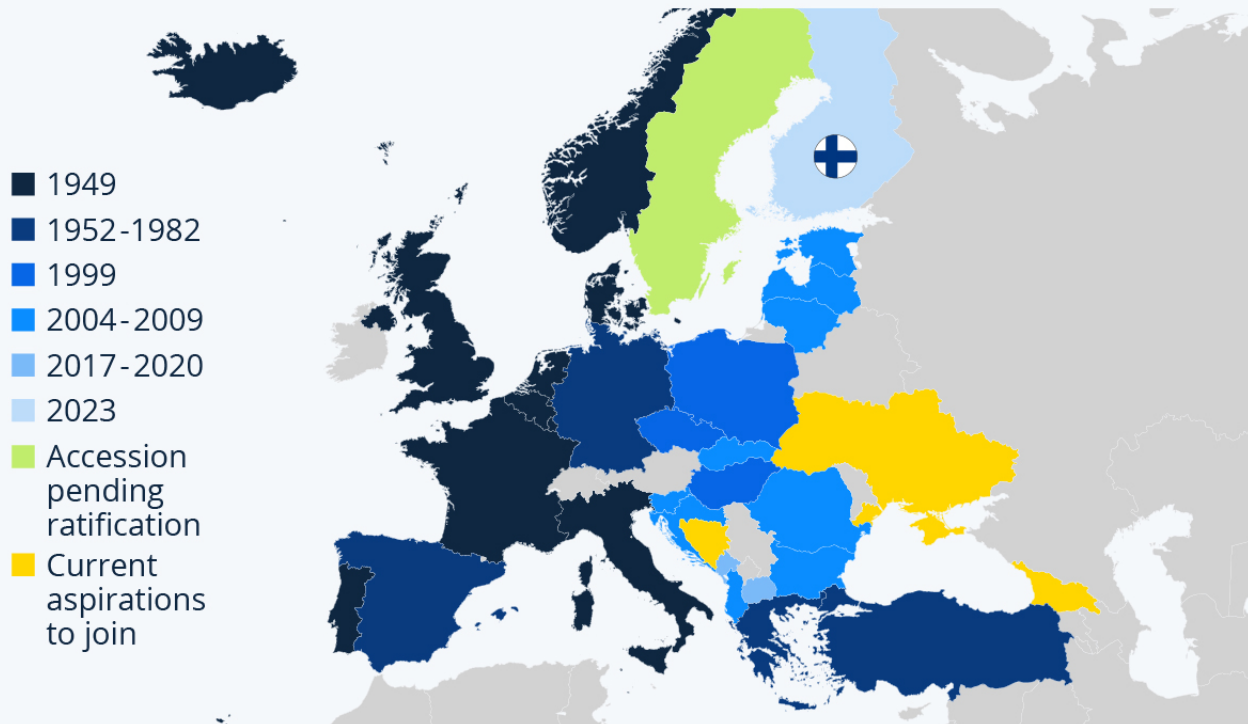 1949
1952-1982
1999
2004-2009
2017-2020
2023
Accession
pending
ratification
Current
aspirations
to join